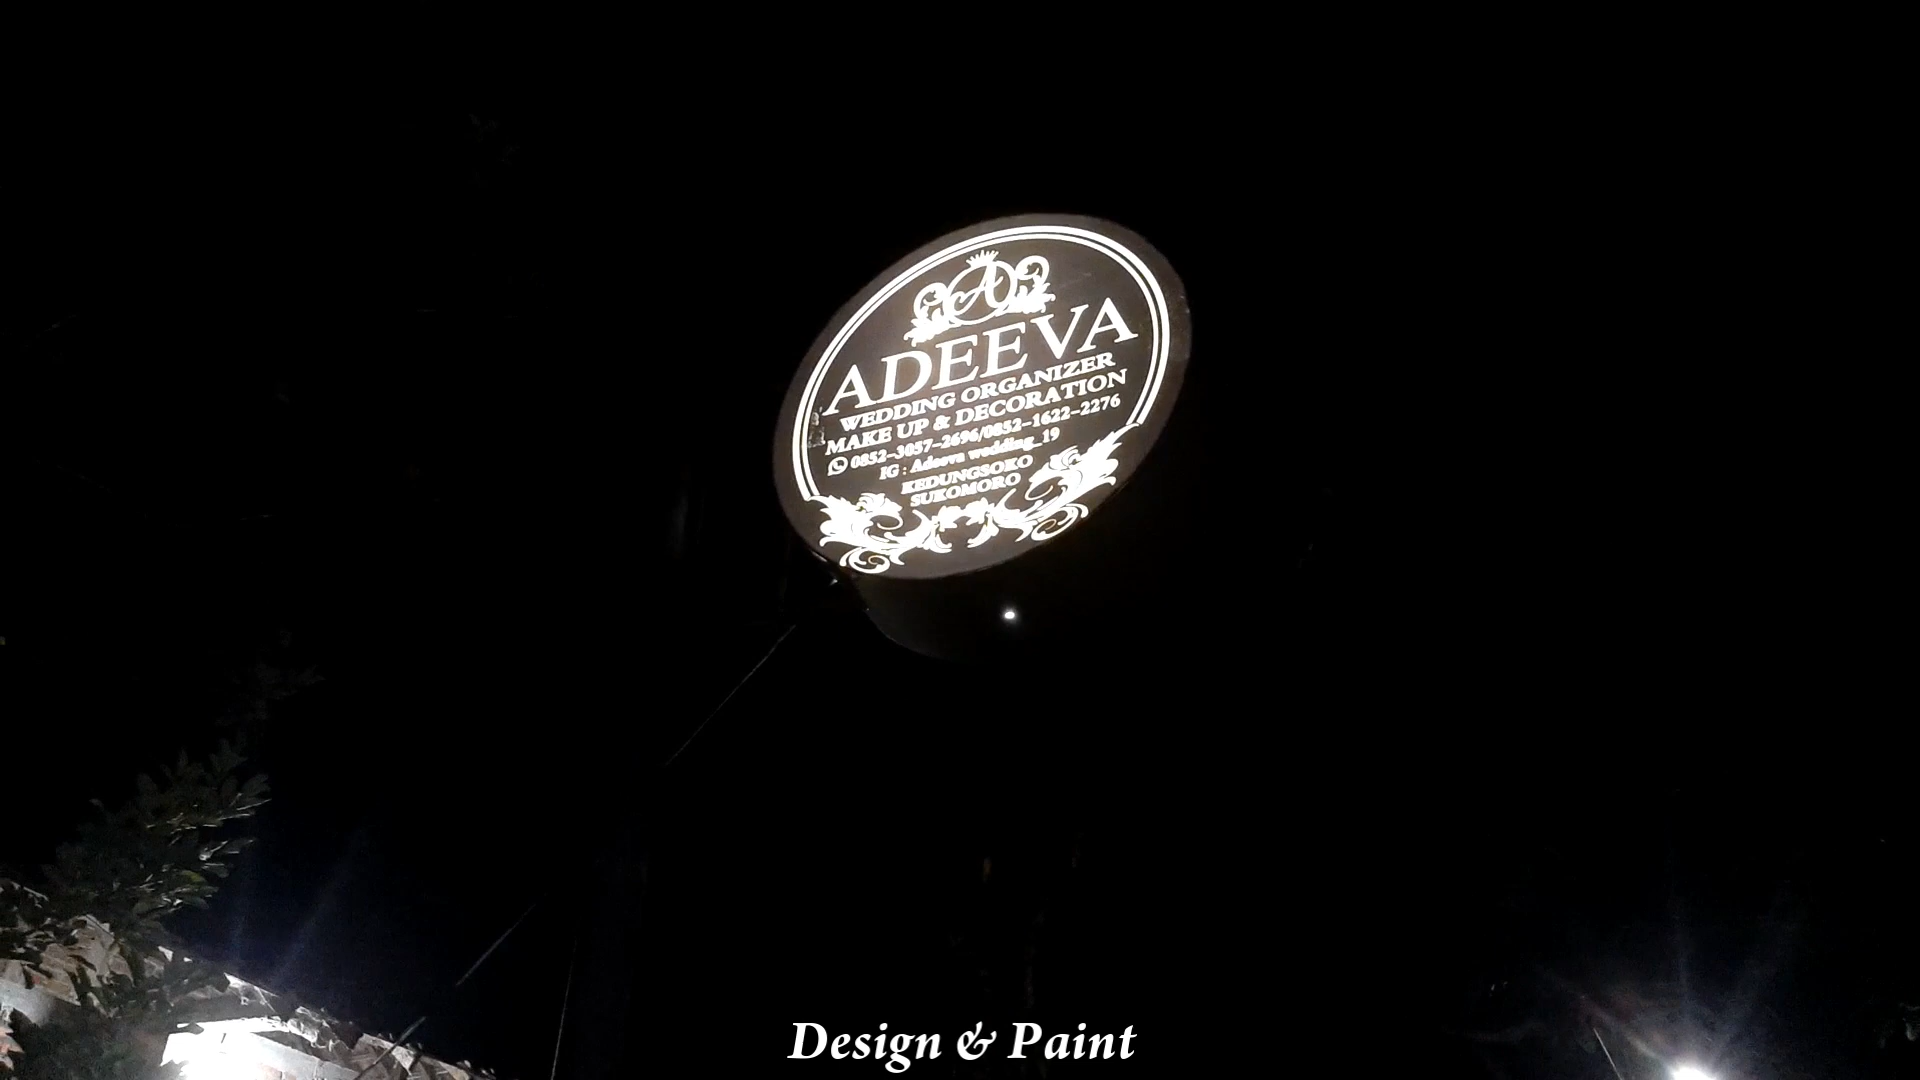 A
ADEEVA
WEDDING ORGANIZER
MAKE UP & DECORATION
0852-3057-2696/0852-1622-2276
IG : Adeeva wedding_19
KEDUNGSOKO
SUKOMORO
Design & Paint